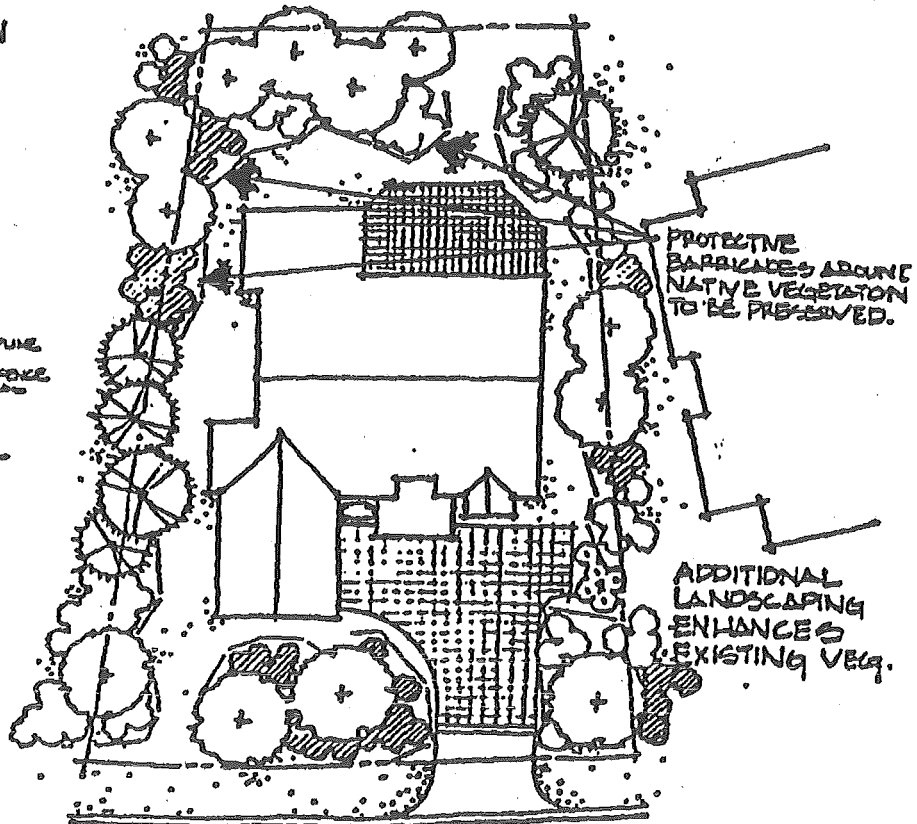 PROTECTIVE
BARRICADES AROUND
NATIVE VEGETATION
TO BE PRESERVED.
ADDITIONAL
LANDSCAPING
ENHANCES
EXISTING VEG.